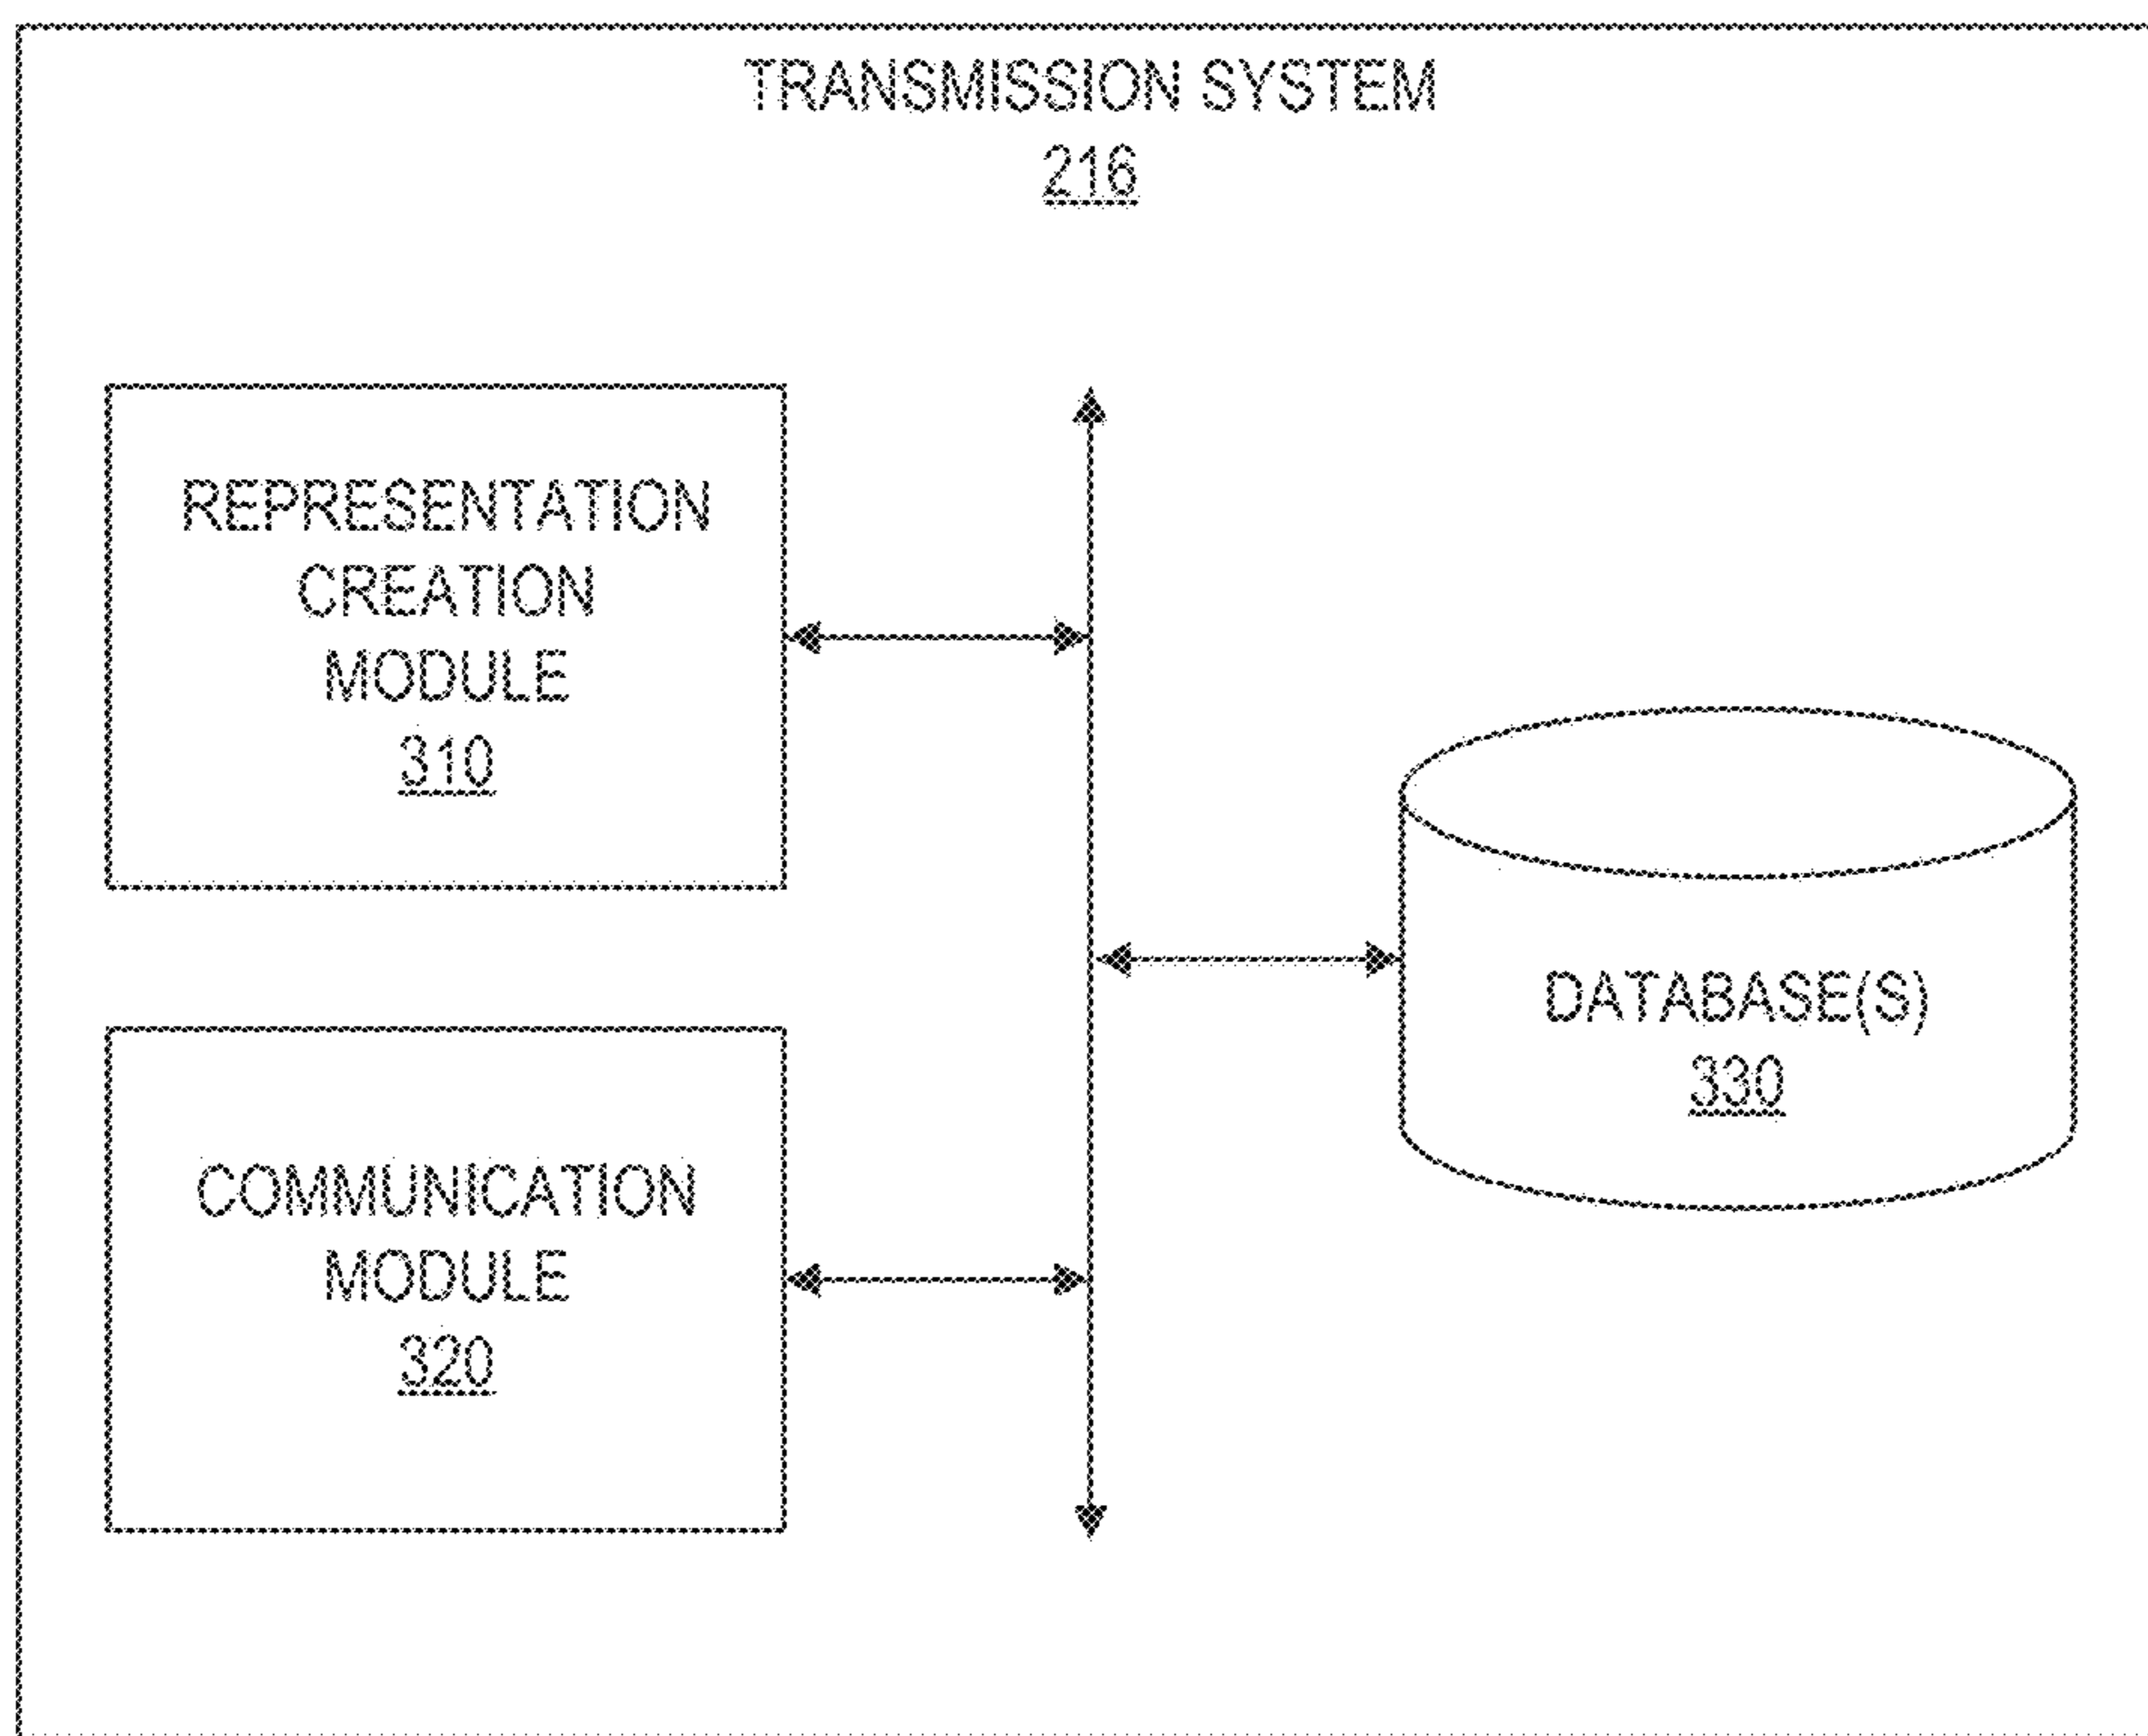 TRANSMISSION SYSTEM
216
REPRESENTATION
CREATION
MODULE
310
COMMUNICATION
MODULE
320
DATABASE(S)
330